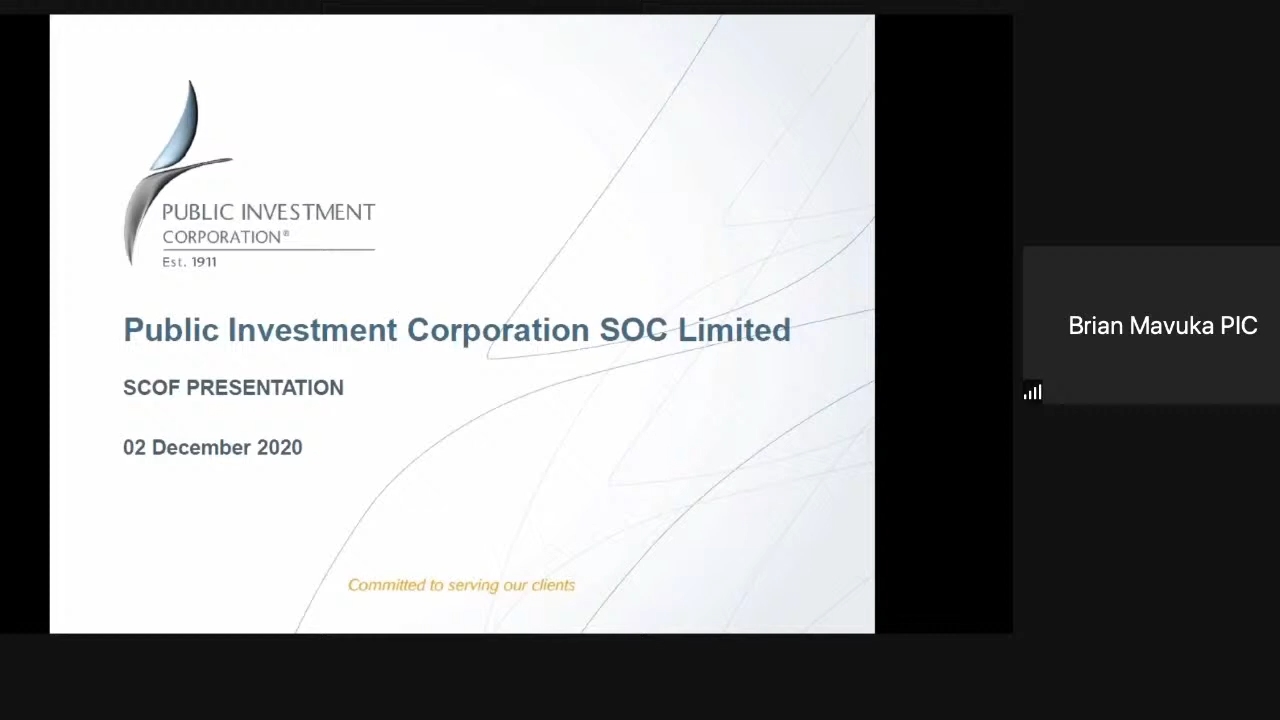 PUBLIC INVESTMENT
CORPORATION®
Est. 1911
Public Investment Corporation SOC Limited
SCOF PRESENTATION
02 December 2020
Committed to serving our clients
Brian Mavuka PIC